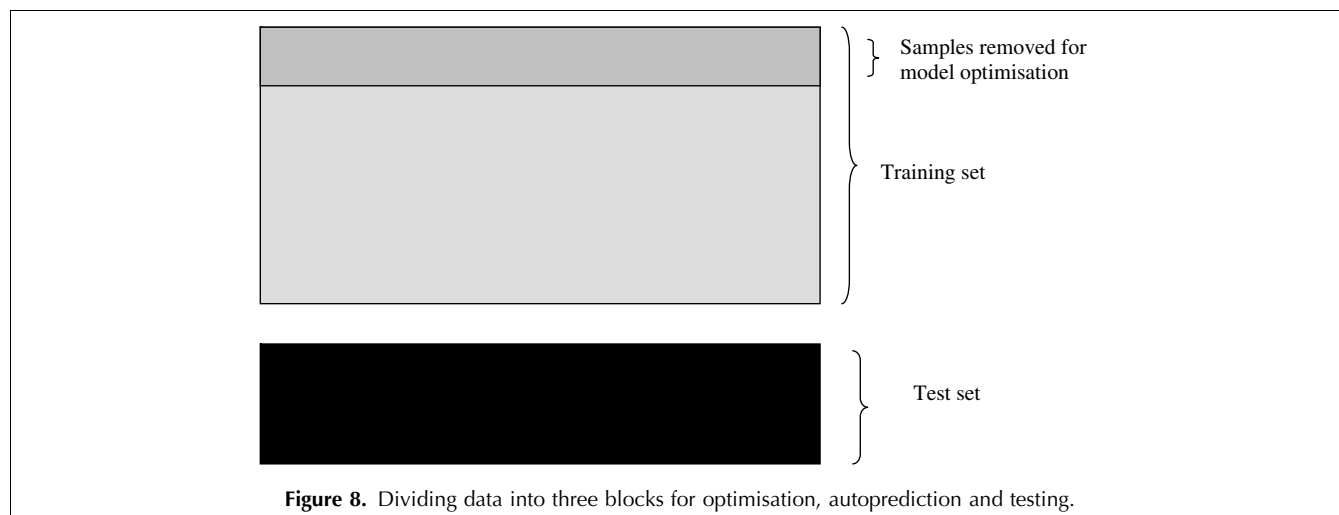 Samples removed for
model optimisation
Training set
Test set
Figure 8. Dividing data into three blocks for optimisation, autoprediction and testing.